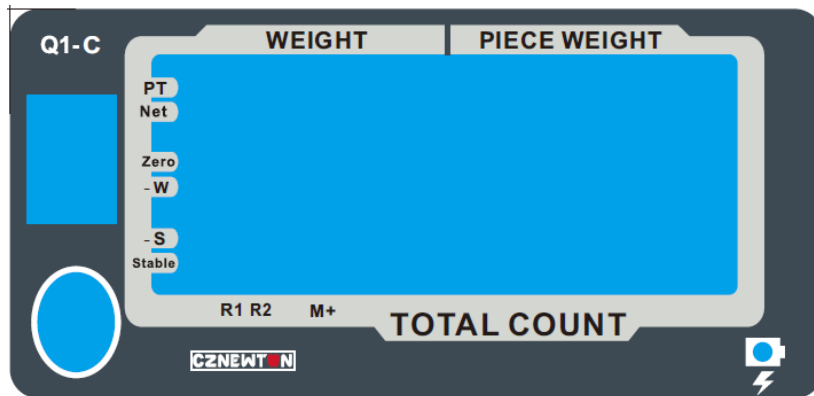 Q1-C
WEIGHT
PIECE WEIGHT
PT
Net
Zero
-W
-S
Stable
R1 R2 M+
TOTAL COUNT
CZNEWTON